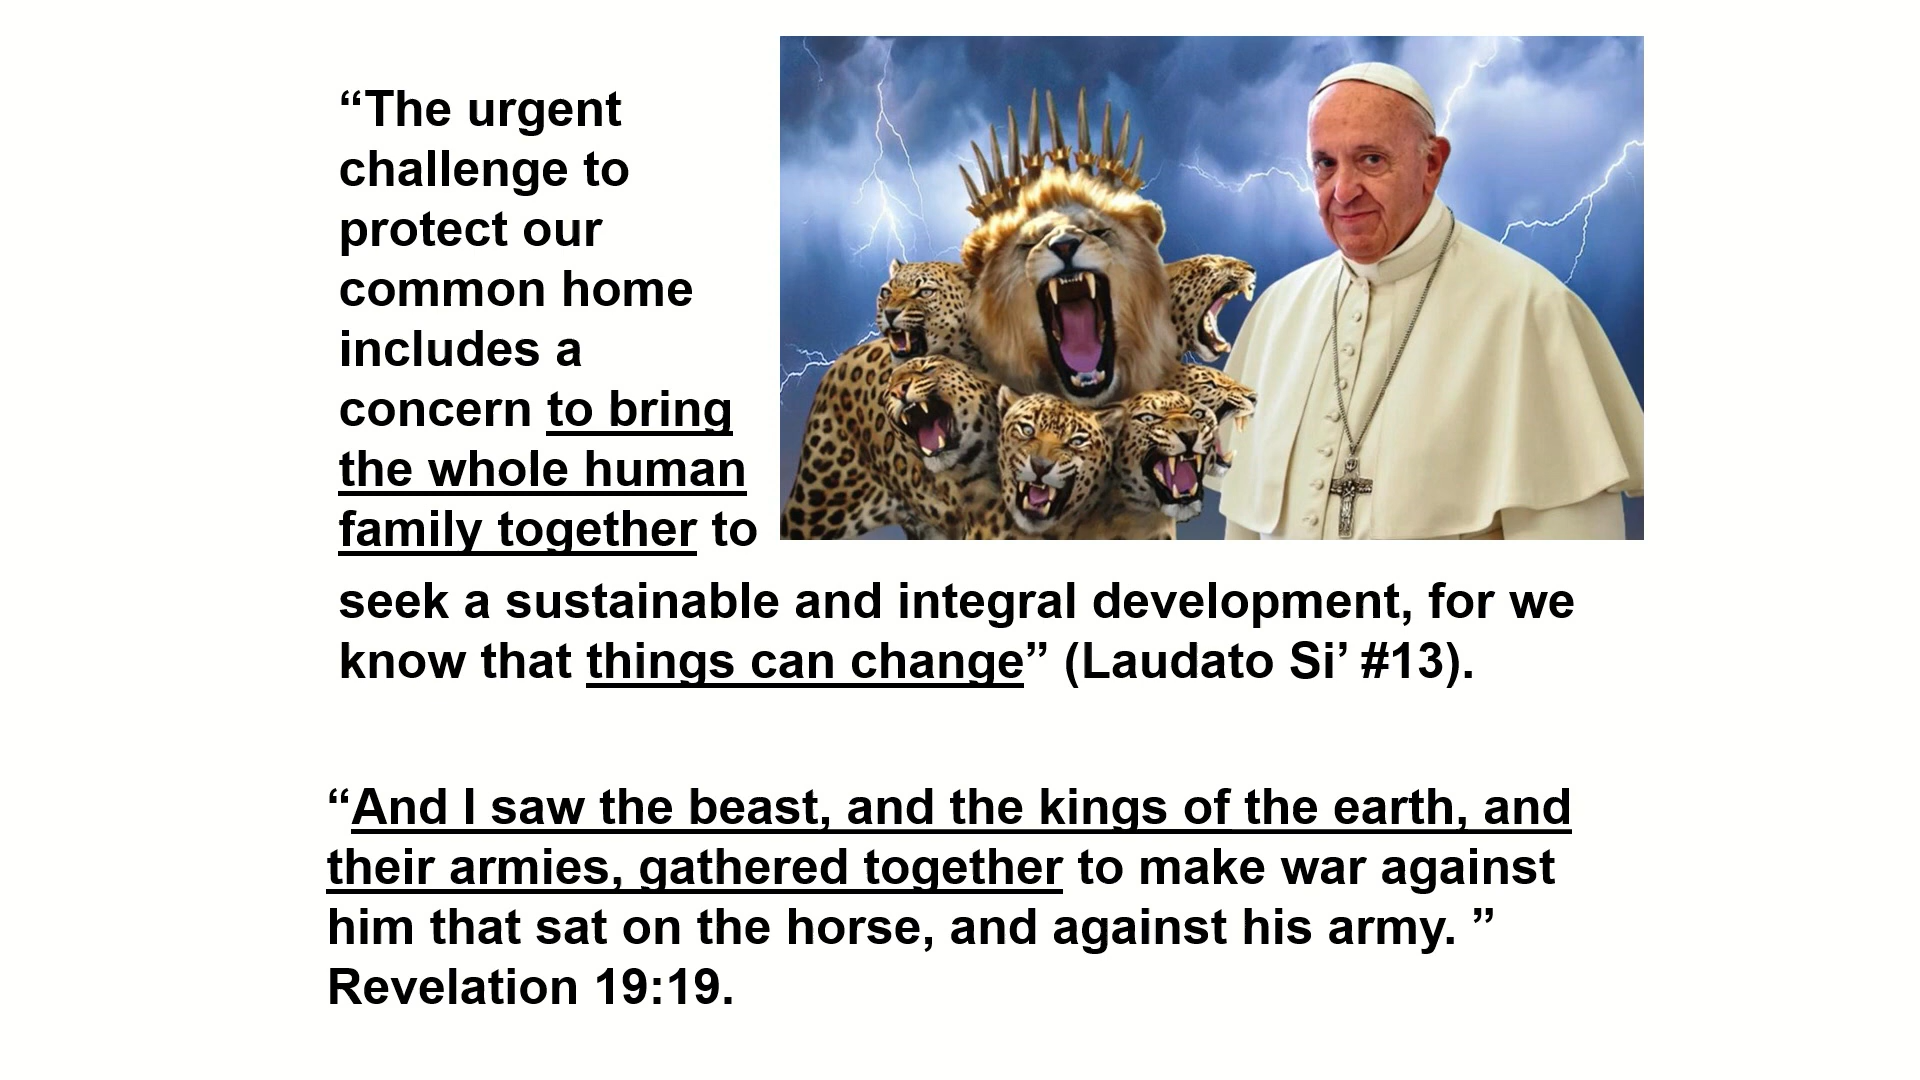 “The urgent
challenge to
protect our
common home
includes a
concern to bring
the whole human
family together to
seek a sustainable and integral development, for we
know that things can change” (Laudato Si’ #13).
“And I saw the beast, and the kings of the earth, and
their armies, gathered together to make war against
him that sat on the horse, and against his army. ”
Revelation 19:19.